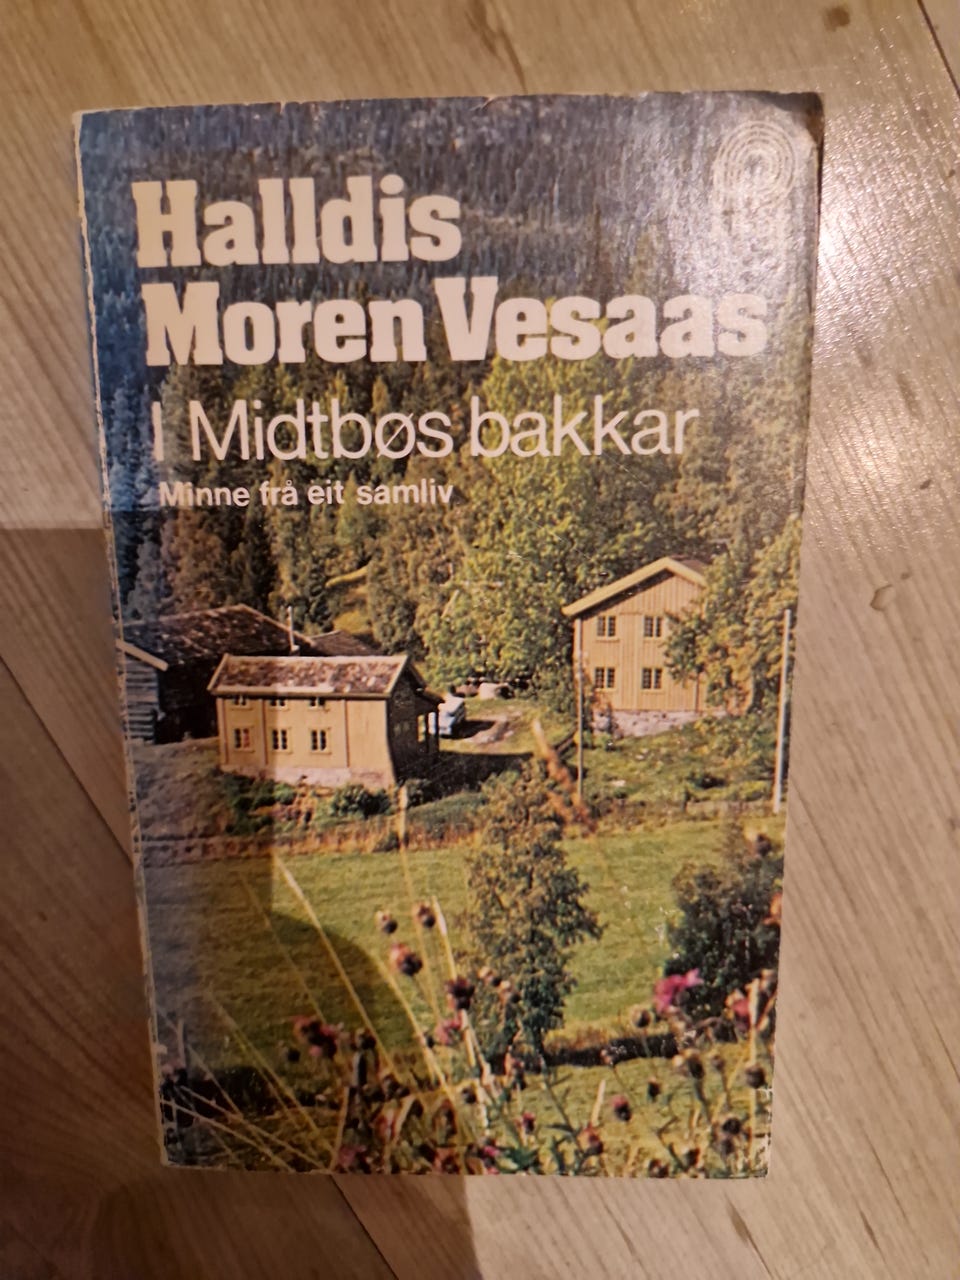 Halldis
Moren Vesaas
I Midtbøs bakkar
Minne frå eit samliv